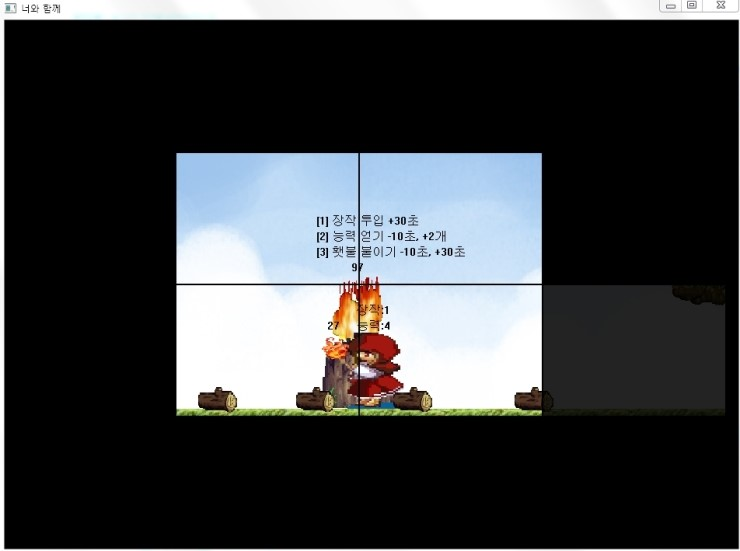 너와 함께
[1] 장작 투입 +30초
[2] 능력 얻기 -10초, +2개
[3] 횃불 붙이기 -10초, +30초
97
장작:1
27 능력:4